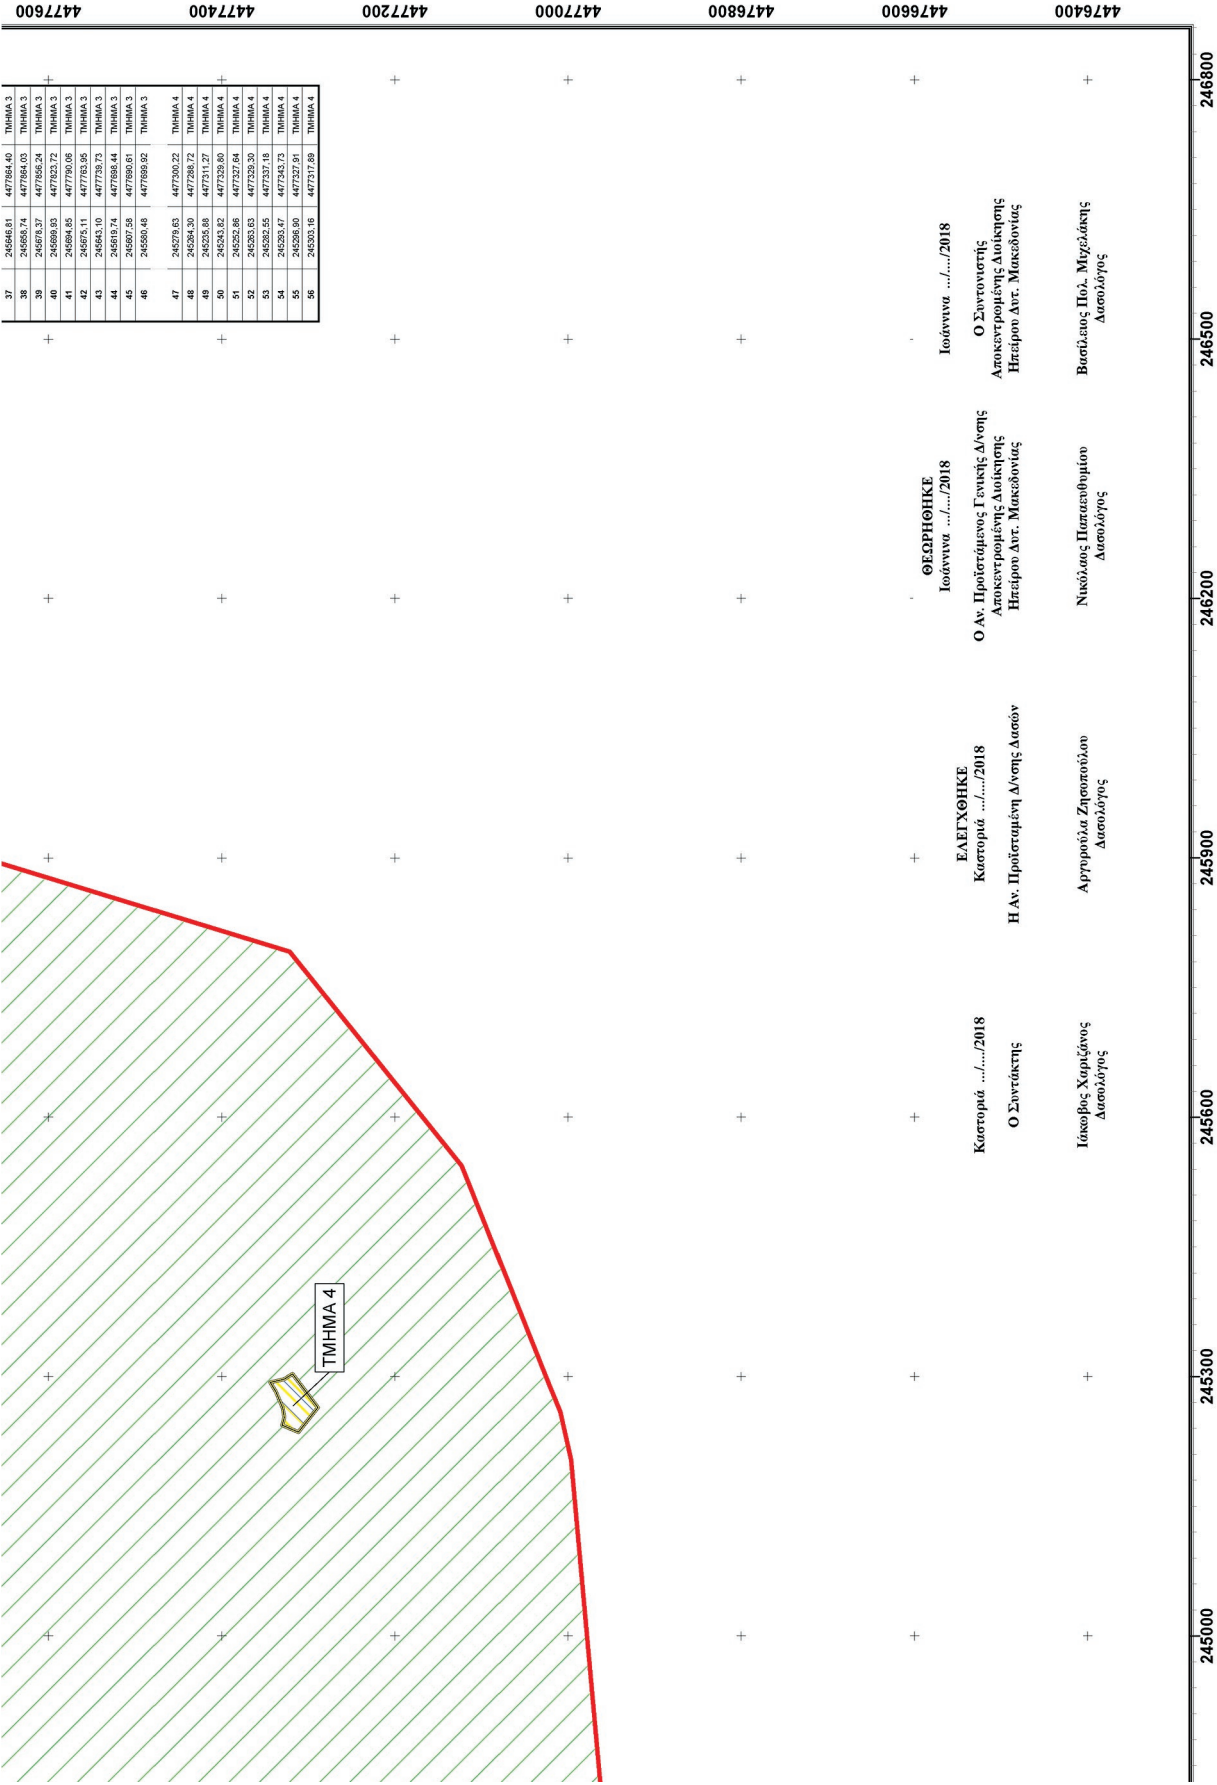 4477600
4477400
4477200
4477000
4476800
4476600
4476400
37 245646,81 4477864,40 ΤΜΗΜΑ 3
38 245658,74 4477864,03 ΤΜΗΜΑ 3
39 245678,37 4477856,24 ΤΜΗΜΑ 3
40 245699,93 4477823,72 ΤΜΗΜΑ 3
41 245694,85 4477790,06 ΤΜΗΜΑ 3
42 245675,11 4477763,95 ΤΜΗΜΑ 3
43 245643,10 4477739,73 ΤΜΗΜΑ 3
44 245619,74 4477698,44 ΤΜΗΜΑ 3
45 245607,58 4477690,61 ΤΜΗΜΑ 3
46 245580,48 4477699,92 ΤΜΗΜΑ 3
47 245279,63 4477300,22 ΤΜΗΜΑ 4
48 245264,30 4477288,72 ΤΜΗΜΑ 4
49 245235,88 4477311,27 ΤΜΗΜΑ 4
50 245243,82 4477329,80 ΤΜΗΜΑ 4
51 245252,86 4477327,64 ΤΜΗΜΑ 4
52 245263,63 4477329,30 ΤΜΗΜΑ 4
53 245282,55 4477337,18 ΤΜΗΜΑ 4
54 245293,47 4477343,73 ΤΜΗΜΑ 4
55 245296,90 4477327,91 ΤΜΗΜΑ 4
56 245303,16 4477317,89 ΤΜΗΜΑ 4
ΤΜΗΜΑ 4
Καστοριά .../..../2018
Ο Συντάκτης
Ιάκωβος Χαριζάνος
Δασολόγος
ΕΛΕΓΧΘΗΚΕ
Καστοριά .../..../2018
Η Αν. Προϊσταμένη Δ/νσης Δασών
Αργυρούλα Ζησοπούλου
Δασολόγος
ΘΕΩΡΗΘΗΚΕ
Ιοάννινα .../..../2018
Ο Αν. Προϊστάμενος Γενικής Δ/νσης
Αποκεντρωμένης Διοίκησης
Ηπείρου Δυτ. Μακεδονίας
Νικόλαος Παπαευθυμίου
Δασολόγος
Ιοάννινα .../..../2018
Ο Συντονιστής
Αποκεντρωμένης Διοίκησης
Ηπείρου Δυτ. Μακεδονίας
Βασίλειος Πολ. Μιχελάκης
Δασολόγος
245000
245300
245600
245900
246200
246500
246800